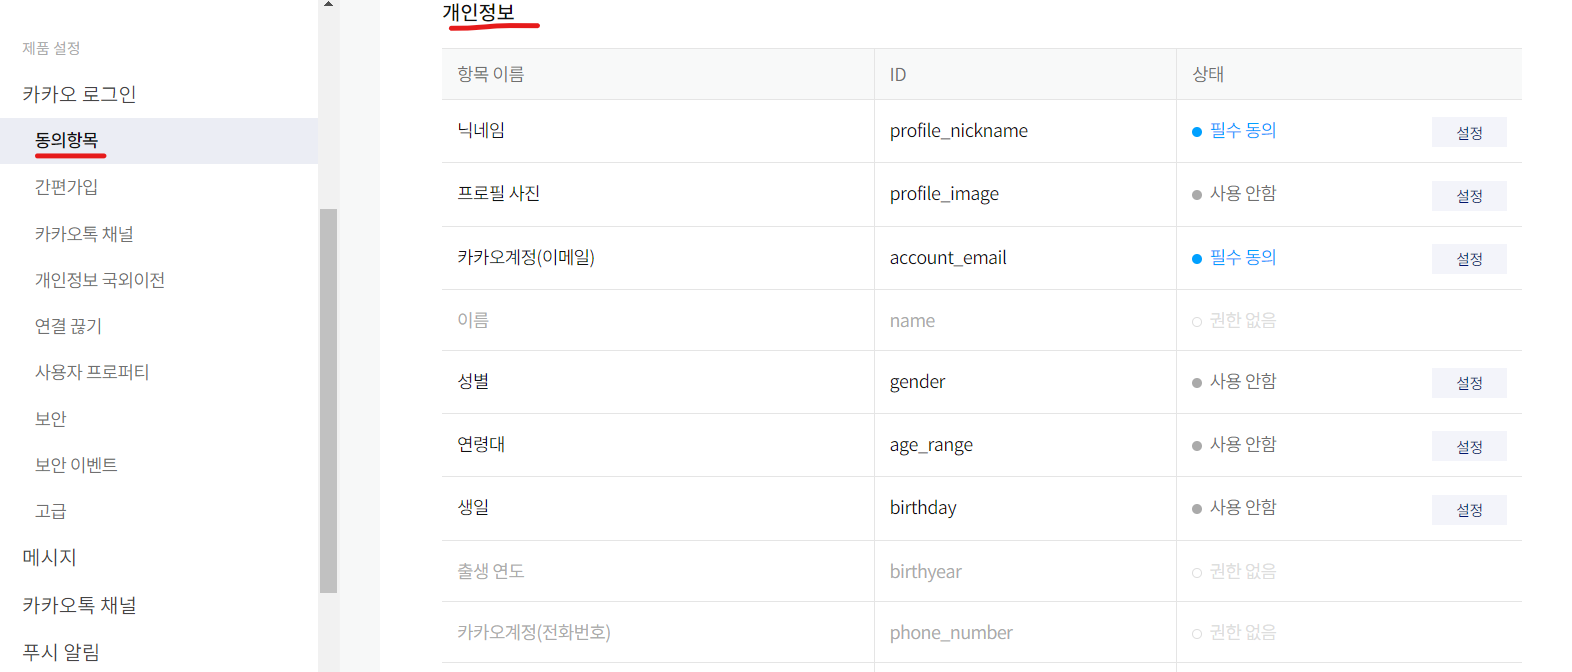 제품 설정
카카오 로그인
동의항목
간편가입
카카오톡 채널
개인정보 국외이전
연결 끊기
사용자 프로퍼티
보안
보안 이벤트
고급
메시지
카카오톡 채널
푸시 알림
개인정보
항목 이름 ID 상태
닉네임 profile_nickname 필수 동의 설정
프로필 사진 profile_image 사용 안함 설정
카카오계정(이메일) account_email 필수 동의 설정
이름 name 권한 없음
성별 gender 사용 안함 설정
연령대 age_range 사용 안함 설정
생일 birthday 사용 안함 설정
출생 연도 birthyear 권한 없음
카카오계정(전화번호) phone_number 권한 없음